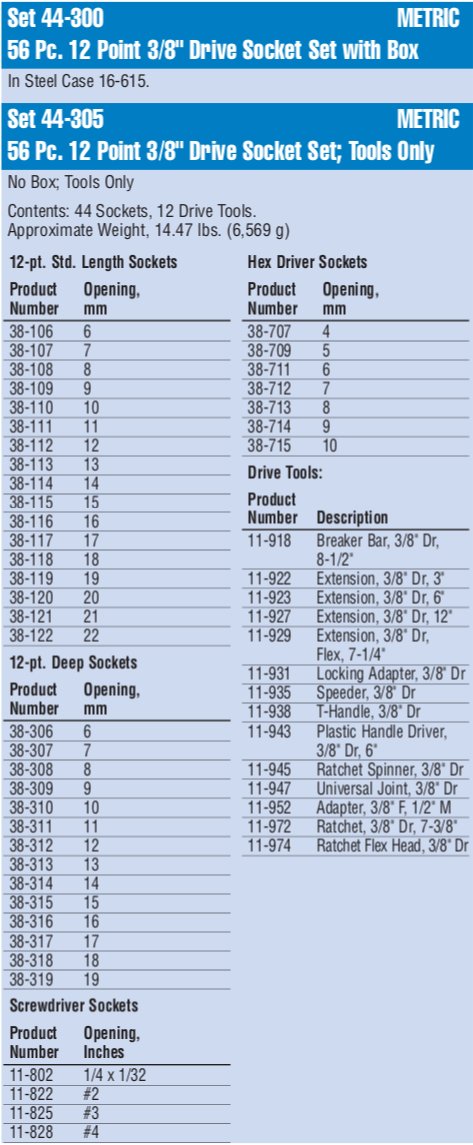 Set 44-300 METRIC
56 Pc. 12 Point 3/8" Drive Socket Set with Box
In Steel Case 16-615.
Set 44-305 METRIC
56 Pc. 12 Point 3/8" Drive Socket Set; Tools Only
No Box; Tools Only
Contents: 44 Sockets, 12 Drive Tools.
Approximate Weight, 14.47 lbs. (6,569 g)
12-pt. Std. Length Sockets
Product Opening,
Number mm
38-106 6
38-107 7
38-108 8
38-109 9
38-110 10
38-111 11
38-112 12
38-113 13
38-114 14
38-115 15
38-116 16
38-117 17
38-118 18
38-119 19
38-120 20
38-121 21
38-122 22
12-pt. Deep Sockets
Product Opening,
Number mm
38-306 6
38-307 7
38-308 8
38-309 9
38-310 10
38-311 11
38-312 12
38-313 13
38-314 14
38-315 15
38-316 16
38-317 17
38-318 18
38-319 19
Screwdriver Sockets
Product Opening,
Number Inches
11-802 1/4 x 1/32
11-822 #2
11-825 #3
11-828 #4
Hex Driver Sockets
Product Opening,
Number mm
38-707 4
38-709 5
38-711 6
38-712 7
38-713 8
38-714 9
38-715 10
Drive Tools:
Product
Number Description
11-918 Breaker Bar, 3/8" Dr,
8-1/2"
11-922 Extension, 3/8" Dr, 3"
11-923 Extension, 3/8" Dr, 6"
11-927 Extension, 3/8" Dr, 12"
11-929 Extension, 3/8" Dr,
Flex, 7-1/4"
11-931 Locking Adapter, 3/8" Dr
11-935 Speeder, 3/8" Dr
11-938 T-Handle, 3/8" Dr
11-943 Plastic Handle Driver,
3/8" Dr, 6"
11-945 Ratchet Spinner, 3/8" Dr
11-947 Universal Joint, 3/8" Dr
11-952 Adapter, 3/8" F, 1/2" M
11-972 Ratchet, 3/8" Dr, 7-3/8"
11-974 Ratchet Flex Head, 3/8" Dr